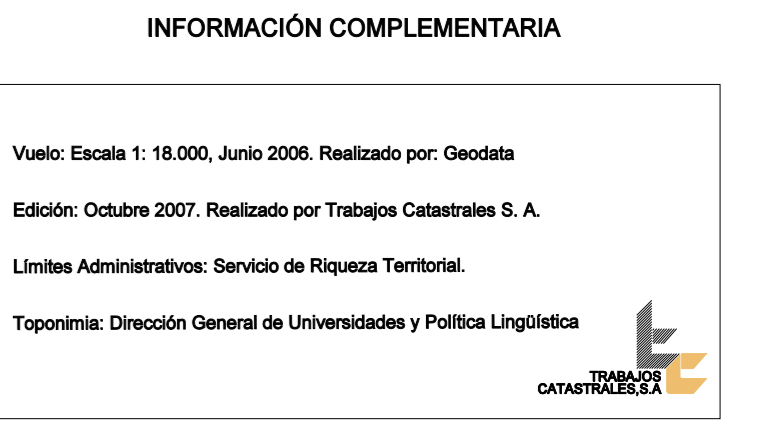 INFORMACIÓN COMPLEMENTARIA
Vuelo: Escala 1: 18.000, Junio 2006. Realizado por: Geodata
Edición: Octubre 2007. Realizado por Trabajos Catastrales S. A.
Límites Administrativos: Servicio de Riqueza Territorial.
Toponimia: Dirección General de Universidades y Política Lingüística
TRABAJOS
CATASTRALES,S.A